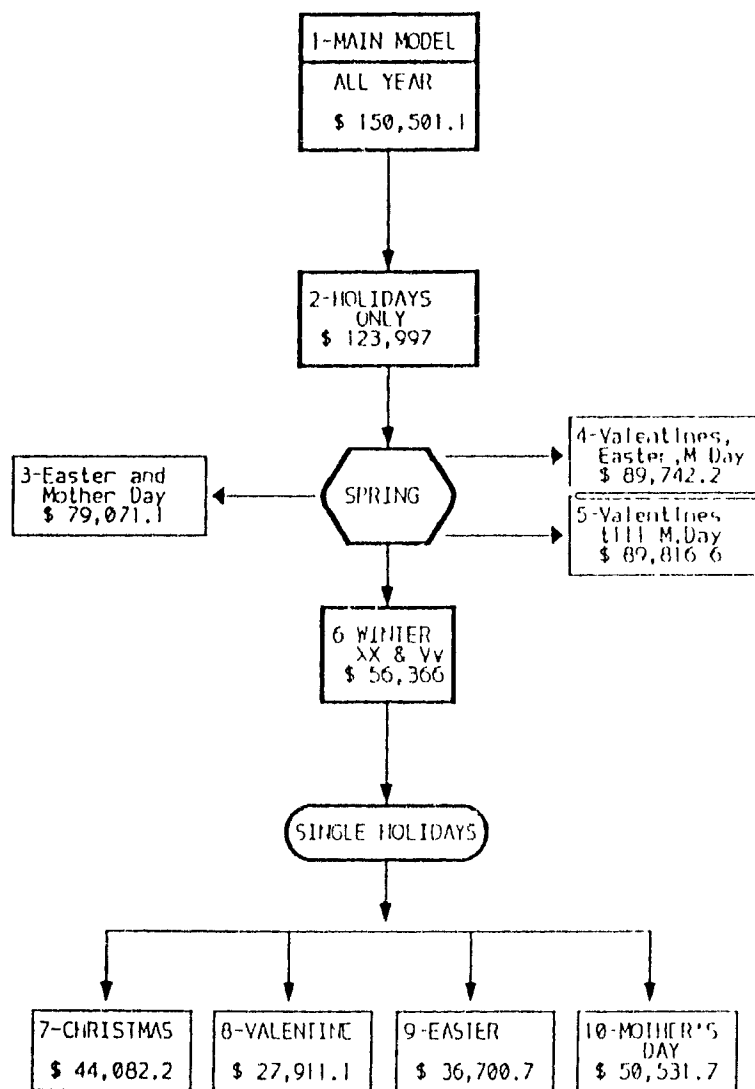 1-MAIN MODEL
ALL YEAR
$ 150,501.1
2-HOLIDAYS
ONLY
$ 123,997
4-Valentines,
Easter,M Day
$ 89,742.2
3-Easter and
Mother Day
$ 79,071.1
SPRING
5-Valentines
till M.Day
$ 89,816 6
6 WINTER
XX & VV
$ 56,366
SINGLE HOLIDAYS
7-CHRISTMAS
$ 44,082.2
8-VALENTINE
$ 27,911.1
9-EASTER
$ 36,700.7
10-MOTHER'S
DAY
$ 50,531.7